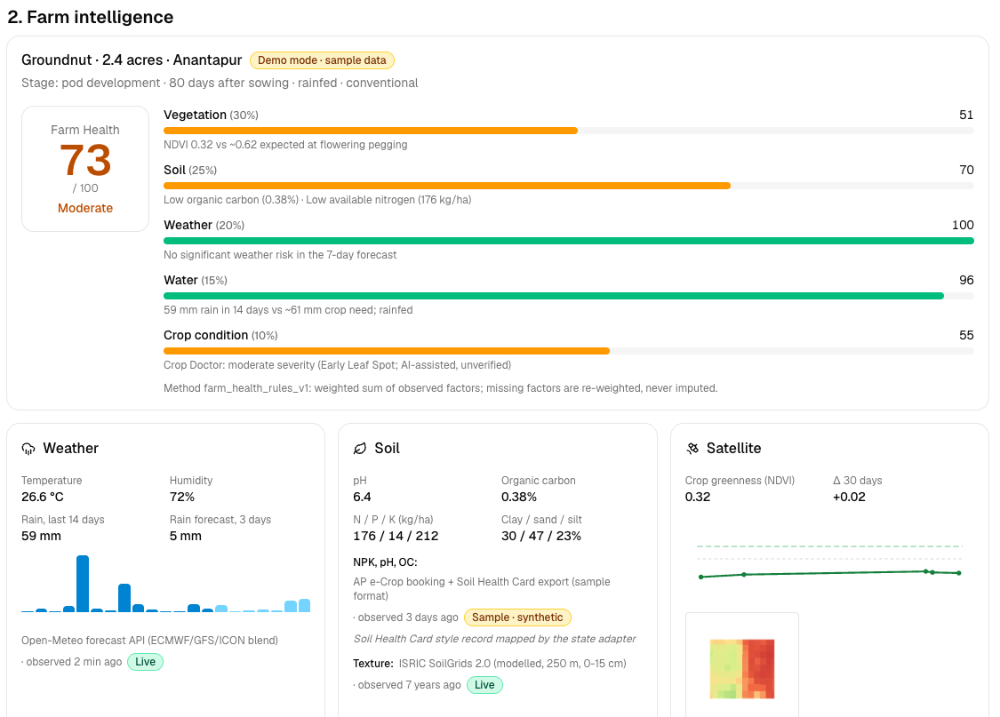 2. Farm intelligence
Groundnut · 2.4 acres · Anantapur Demo mode · sample data
Stage: pod development · 80 days after sowing · rainfed · conventional
Farm Health
73
/ 100
Moderate
Vegetation (30%) 51
NDVI 0.32 vs ~0.62 expected at flowering pegging
Soil (25%) 70
Low organic carbon (0.38%) · Low available nitrogen (176 kg/ha)
Weather (20%) 100
No significant weather risk in the 7-day forecast
Water (15%) 96
59 mm rain in 14 days vs ~61 mm crop need; rainfed
Crop condition (10%) 55
Crop Doctor: moderate severity (Early Leaf Spot; AI-assisted, unverified)
Method farm_health_rules_v1: weighted sum of observed factors; missing factors are re-weighted, never imputed.
Weather
Temperature Humidity
26.6 °C 72%
Rain, last 14 days Rain forecast, 3 days
59 mm 5 mm
Open-Meteo forecast API (ECMWF/GFS/ICON blend)
· observed 2 min ago Live
Soil
pH Organic carbon
6.4 0.38%
N / P / K (kg/ha) Clay / sand / silt
176 / 14 / 212 30 / 47 / 23%
NPK, pH, OC:
AP e-Crop booking + Soil Health Card export (sample
format)
· observed 3 days ago Sample · synthetic
Soil Health Card style record mapped by the state adapter
Texture: ISRIC SoilGrids 2.0 (modelled, 250 m, 0-15 cm)
· observed 7 years ago Live
Satellite
Crop greenness (NDVI) Δ 30 days
0.32 +0.02